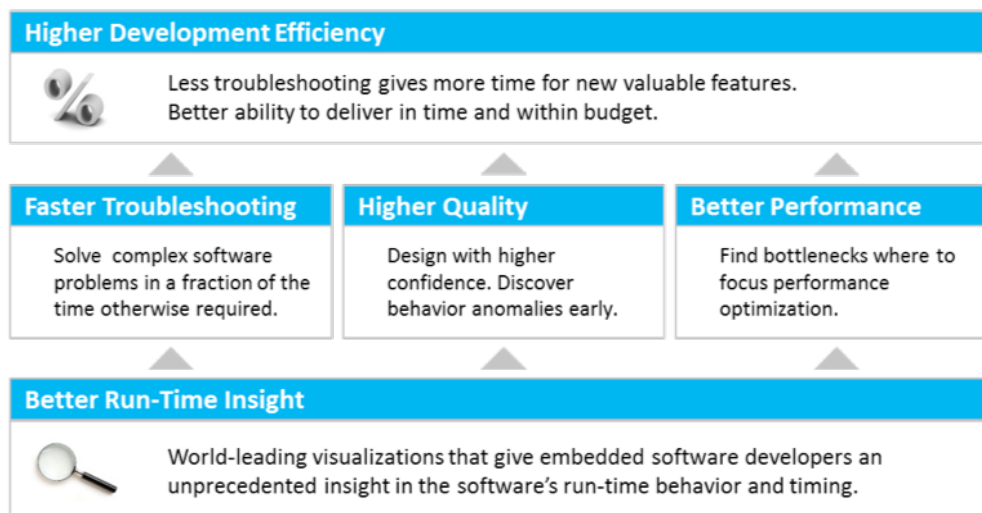 Higher Development Efficiency
Less troubleshooting gives more time for new valuable features.
Better ability to deliver in time and within budget.
Faster Troubleshooting
Solve complex software
problems in a fraction of the
time otherwise required.
Higher Quality
Design with higher
confidence. Discover
behavior anomalies early.
Better Performance
Find bottlenecks where to
focus performance
optimization.
Better Run-Time Insight
World-leading visualizations that give embedded software developers an
unprecedented insight in the software's run-time behavior and timing.